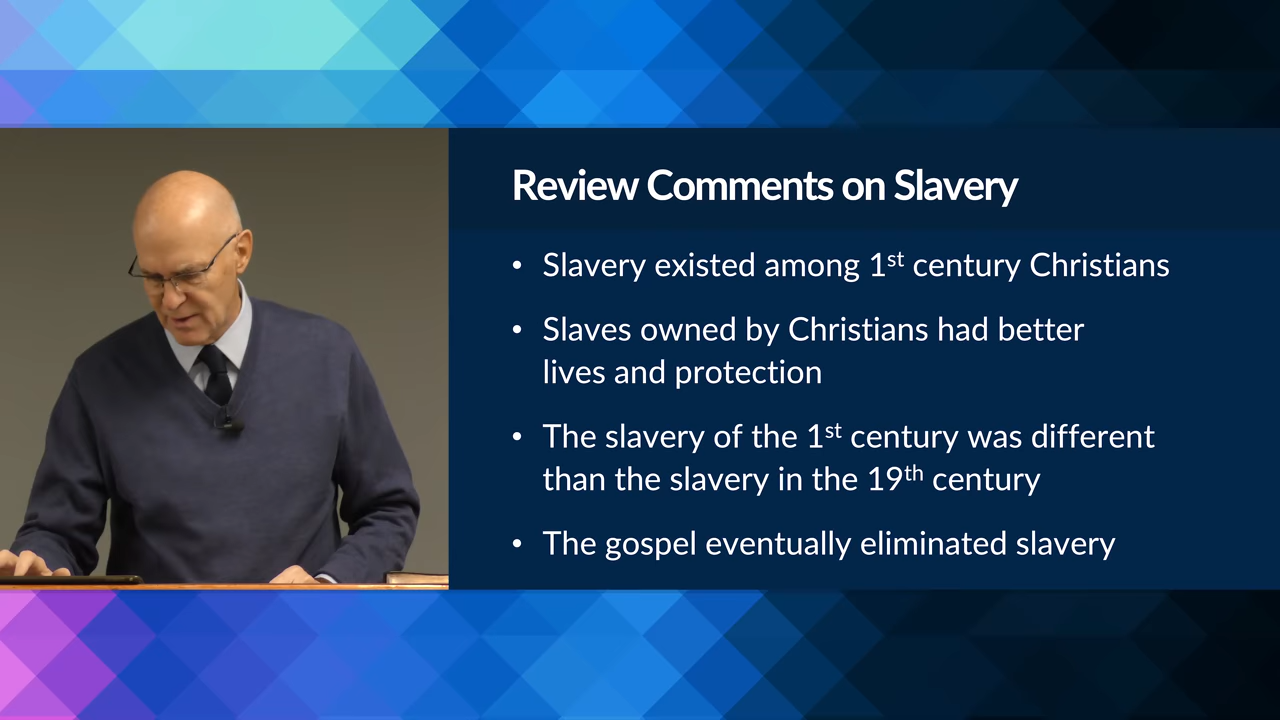 Review Comments on Slavery
• Slavery existed among 1st century Christians
• Slaves owned by Christians had better
lives and protection
• The slavery of the 1st century was different
than the slavery in the 19th century
• The gospel eventually eliminated slavery